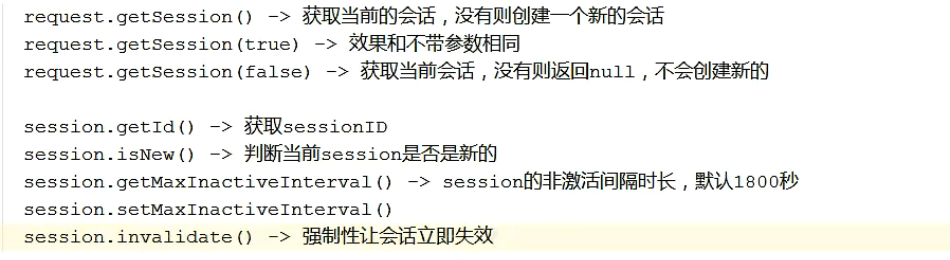 request.getSession() -> 获取当前的会话，没有则创建一个新的会话
request.getSession(true) -> 效果和不带参数相同
request.getSession(false) -> 获取当前会话，没有则返回null，不会创建新的
session.getId() -> 获取sessionID
session.isNew() -> 判断当前session是否是新的
session.getMaxInactiveInterval() -> session的非激活间隔时长，默认1800秒
session.setMaxInactiveInterval()
session.invalidate() -> 强制性让会话立即失效